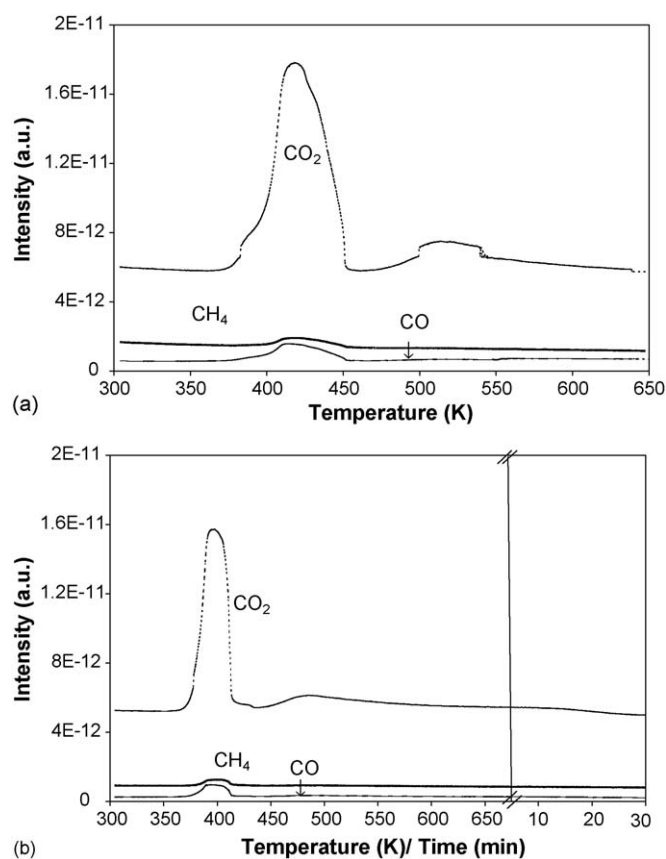 2E-11
1.6E-11
1.2E-11
8E-12
4E-12
0
Intensity (a.u.)
CO₂
CH₄
CO
300 350 400 450 500 550 600 650
Temperature (K)
(a)
2E-11
1.6E-11
1.2E-11
8E-12
4E-12
0
Intensity (a.u.)
CO₂
CH₄
CO
300 350 400 450 500 550 600 650 10 20 30
Temperature (K)/ Time (min)
(b)